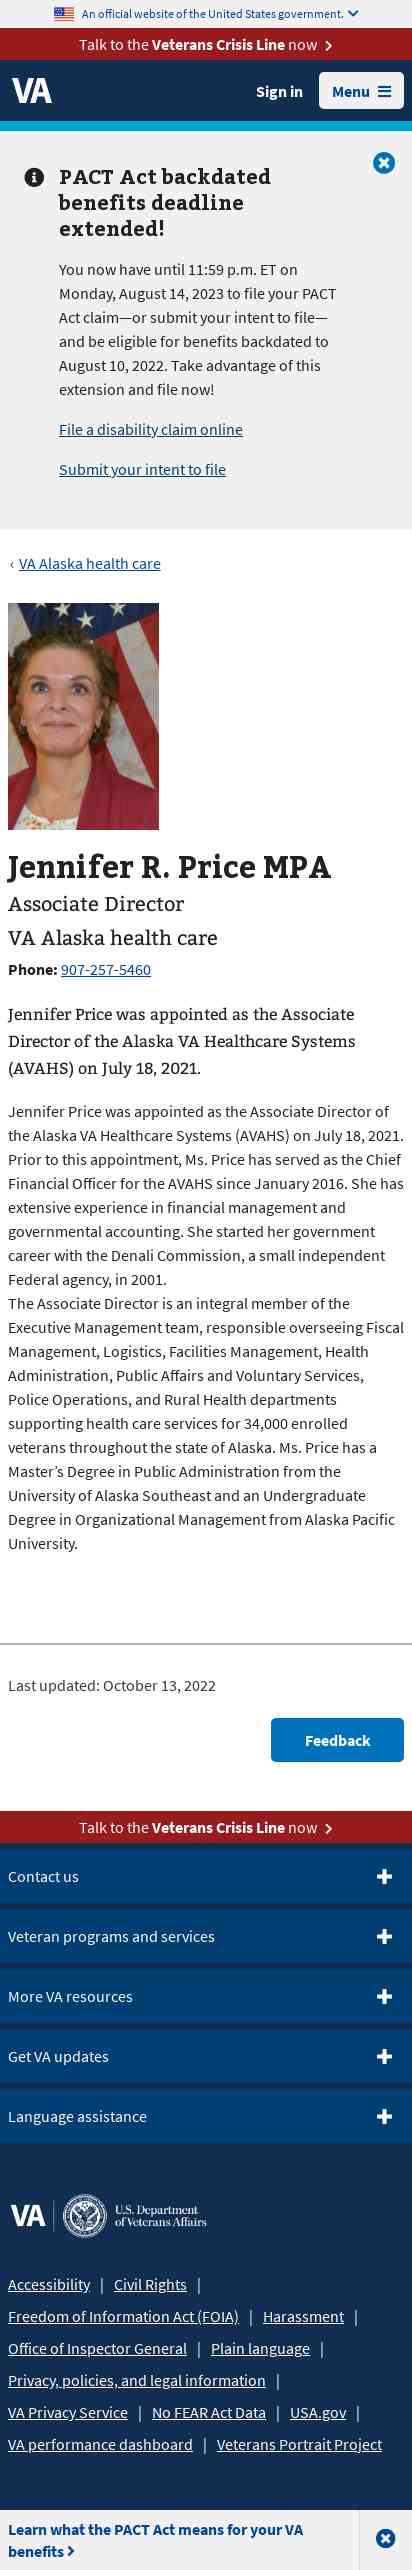 An official website of the United States government.
Talk to the Veterans Crisis Line now
VA
Sign in
Menu
PACT Act backdated
benefits deadline
extended!
You now have until 11:59 p.m. ET on
Monday, August 14, 2023 to file your PACT
Act clam—or submit your intent to file—
and be eligible for benefits backdated to
August 10, 2022. Take advantage of this
extension and file now!
File a disability claim online
Submit your intent to file
‹ VA Alaska health care
Jennifer R. Price MPA
Associate Director
VA Alaska health care
Phone: 907-257-5460
Jennifer Price was appointed as the Associate
Director of the Alaska VA Healthcare Systems
(AVAHS) on July 18, 2021.
Jennifer Price was appointed as the Associate Director of
the Alaska VA Healthcare Systems (AVAHS) on July 18, 2021.
Prior to this appointment, Ms. Price has served as the Chief
Financial Officer for the AVAHS since January 2016. She has
extensive experience in financial management and
governmental accounting. She started her government
career with the Denali Commission, a small independent
Federal agency, in 2001.
The Associate Director is an integral member of the
Executive Management team, responsible overseeing Fiscal
Management, Logistics, Facilities Management, Health
Administration, Public Affairs and Voluntary Services,
Police Operations, and Rural Health departments
supporting health care services for 34,000 enrolled
veterans throughout the state of Alaska. Ms. Price has a
Master’s Degree in Public Administration from the
University of Alaska Southeast and an Undergraduate
Degree in Organizational Management from Alaska Pacific
University.
Last updated: October 13, 2022
Feedback
Talk to the Veterans Crisis Line now
Contact us
Veteran programs and services
More VA resources
Get VA updates
Language assistance
VA | U.S. Department
of Veterans Affairs
Accessibility | Civil Rights |
Freedom of Information Act (FOIA) | Harassment |
Office of Inspector General | Plain language |
Privacy, policies, and legal information |
VA Privacy Service | No FEAR Act Data | USA.gov |
VA performance dashboard | Veterans Portrait Project
Learn what the PACT Act means for your VA
benefits